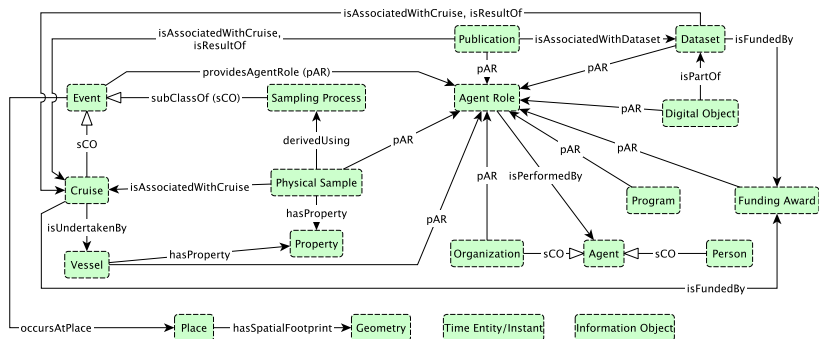 isAssociatedWithCruise, isResultOf
isAssociatedWithCruise,
isResultOf
Publication
isAssociatedWithDataset
Dataset
isFundedBy
pAR
pAR
providesAgentRole (pAR)
isPartOf
Event
subClassOf (sCO)
Sampling Process
Agent Role
pAR
Digital Object
sCO
derivedUsing
pAR
pAR
isPerformedBy
Cruise
isAssociatedWithCruise
Physical Sample
pAR
pAR
Program
Funding Award
isUndertakenBy
hasProperty
pAR
Vessel
hasProperty
Property
Organization
sCO
Agent
sCO
Person
isFundedBy
occursAtPlace
Place
hasSpatialFootprint
Geometry
Time Entity/Instant
Information Object